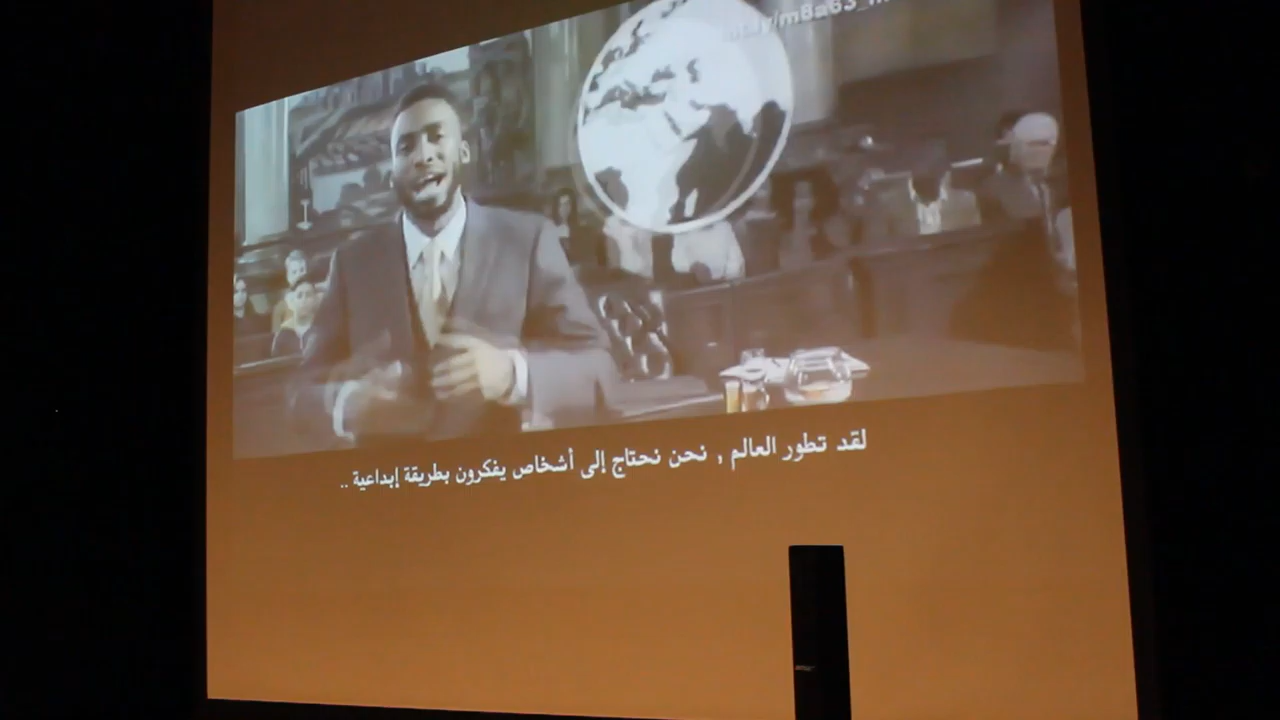 لقد تطور العالم , نحن نحتاج إلى أشخاص يفكرون بطريقة إبداعية ..